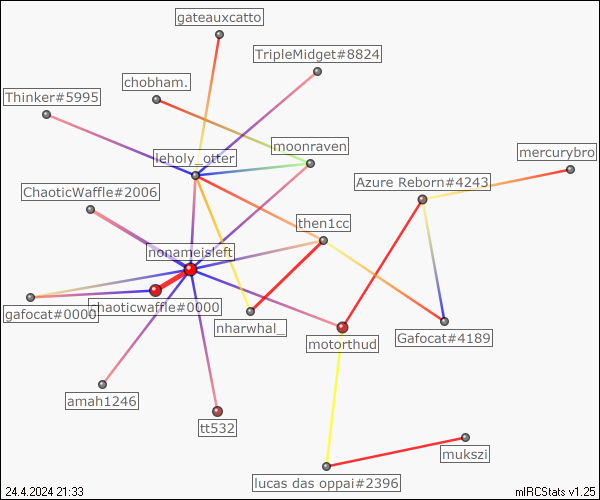 gateauxcatto
TripleMidget#8824
chobham.
Thinker#5995
moonraven
leholy_otter
mercurybro
Azure Reborn#4243
ChaoticWaffle#2006
then1cc
nonameisleft
chaoticwaffle#0000
gafocat#0000
nharwhal_
motorthud
Gafocat#4189
amah1246
tt532
mukszi
lucas das oppai#2396
24.4.2024 21:33
mIRCStats v1.25